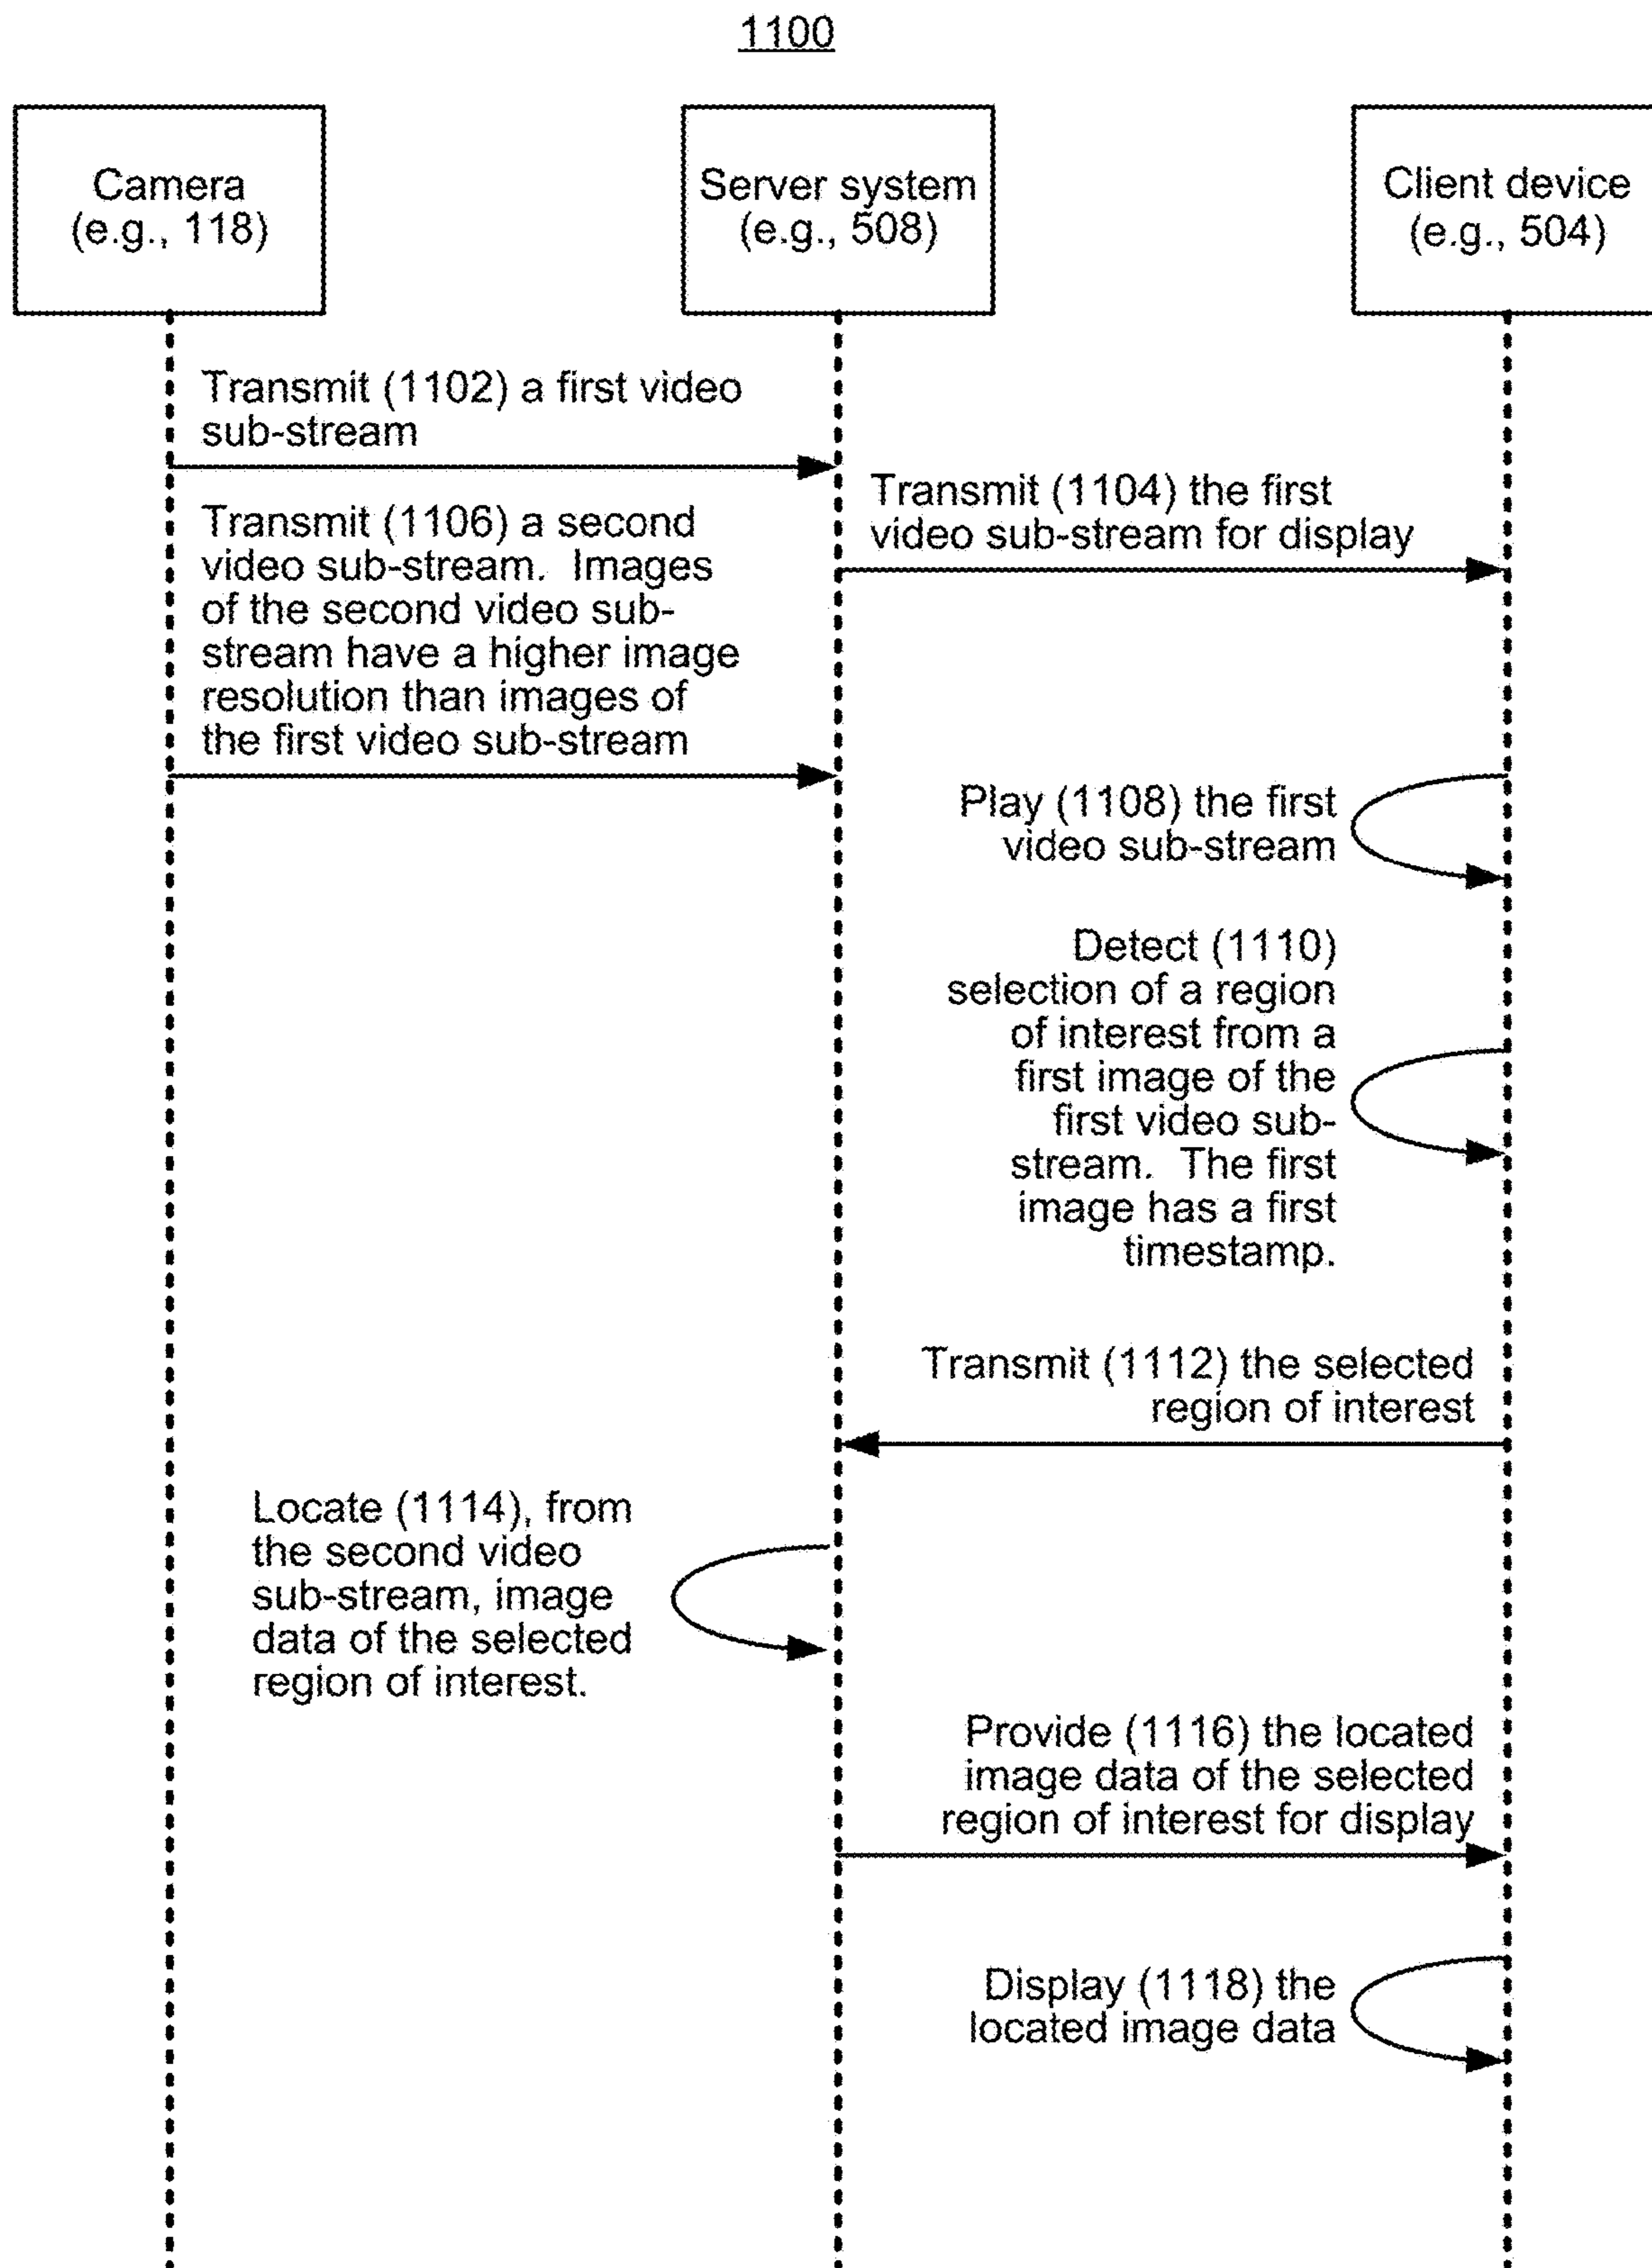 1100
Camera
(e.g., 118)
Server system
(e.g., 508)
Client device
(e.g., 504)
Transmit (1102) a first video
sub-stream
Transmit (1104) the first
video sub-stream for display
Transmit (1106) a second
video sub-stream. Images
of the second video sub-
stream have a higher image
resolution than images of
the first video sub-stream
Play (1108) the first
video sub-stream
Detect (1110)
selection of a region
of interest from a
first image of the
first video sub-
stream. The first
image has a first
timestamp.
Transmit (1112) the selected
region of interest
Locate (1114), from
the second video
sub-stream, image
data of the selected
region of interest.
Provide (1116) the located
image data of the selected
region of interest for display
Display (1118) the
located image data